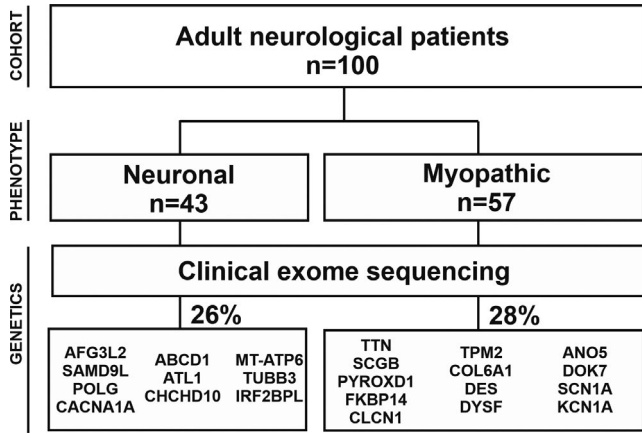 COHORT
Adult neurological patients
n=100
PHENOTYPE
Neuronal
n=43
Myopathic
n=57
GENETICS
Clinical exome sequencing
26%
28%
AFG3L2
SAMD9L
POLG
CACNA1A
ABCD1
ATL1
CHCHD10
MT-ATP6
TUBB3
IRF2BPL
TTN
SCGB
PYROXD1
FKBP14
CLCN1
TPM2
COL6A1
DES
DYSF
ANO5
DOK7
SCN1A
KCN1A